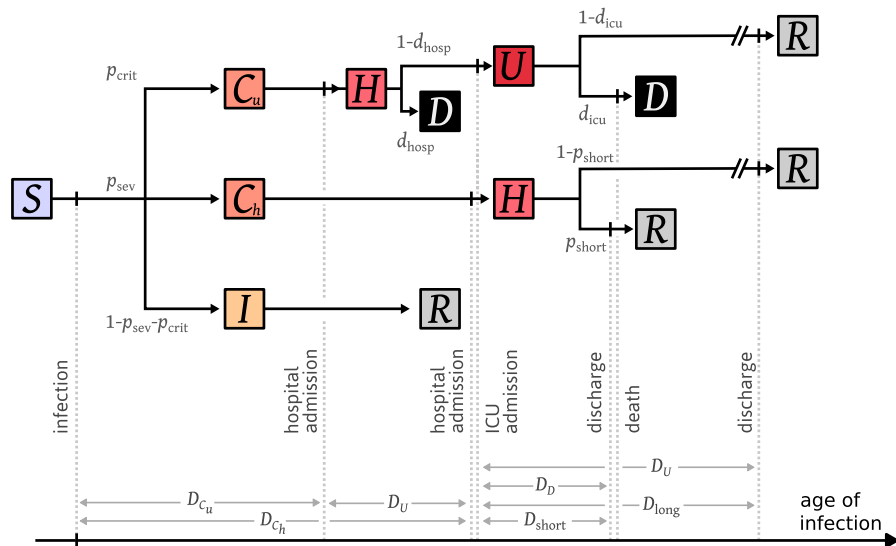 1-d_icu
R
p_crit
1-d_hosp
C_u
H
U
D
D
d_hosp
d_icu
1-p_short
R
S
p_sev
C_h
H
R
p_short
I
R
1-p_sev-p_crit
infection
hospital
admission
hospital
admission
ICU
admission
discharge
death
discharge
D_U
D_D
D_C_u
D_U
D_long
D_C_h
D_short
age of
infection